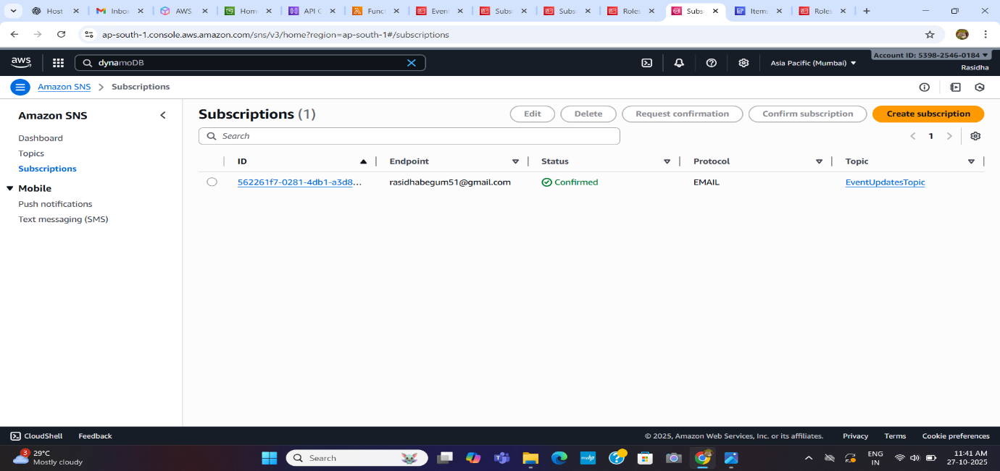 Host
Inbox
AWS
Hom
API G
Funct
Event
Subs
Subs
Roles
Subs
Items
Roles
ap-south-1.console.aws.amazon.com/sns/v3/home?region=ap-south-1#/subscriptions
aws
dynamoDB
Asia Pacific (Mumbai)
Account ID: 5398-2546-0184
Rasidha
Amazon SNS > Subscriptions
Amazon SNS
Dashboard
Topics
Subscriptions
Mobile
Push notifications
Text messaging (SMS)
Subscriptions (1)
Edit
Delete
Request confirmation
Confirm subscription
Create subscription
Search
1
ID Endpoint Status Protocol Topic
562261f7-0281-4db1-a3d8... rasidhabegum51@gmail.com Confirmed EMAIL EventUpdatesTopic
CloudShell Feedback © 2025, Amazon Web Services, Inc. or its affiliates. Privacy Terms Cookie preferences
3
29°C
Mostly cloudy
Search
myhp
ENG
IN
11:41 AM
27-10-2025